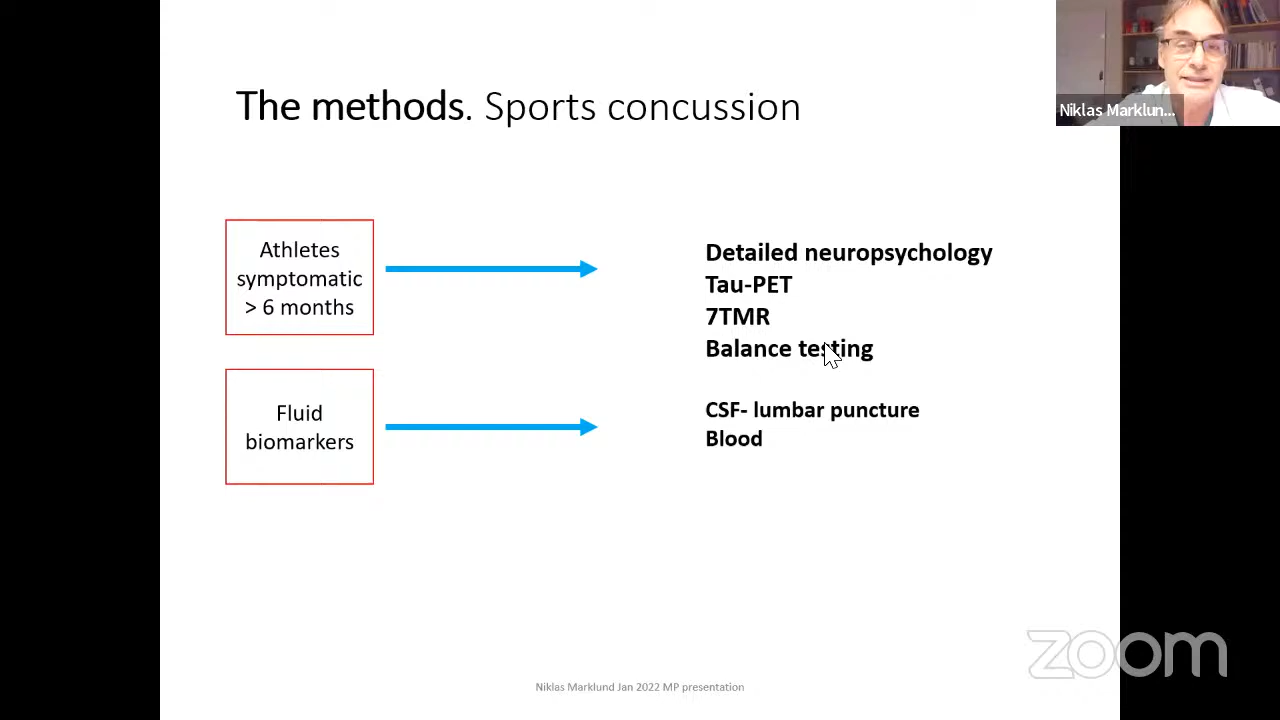 The methods. Sports concussion
Niklas Marklun...
Athletes
symptomatic
> 6 months
Detailed neuropsychology
Tau-PET
7TMR
Balance testing
Fluid
biomarkers
CSF- lumbar puncture
Blood
zoom
Niklas Marklund Jan 2022 MP presentation